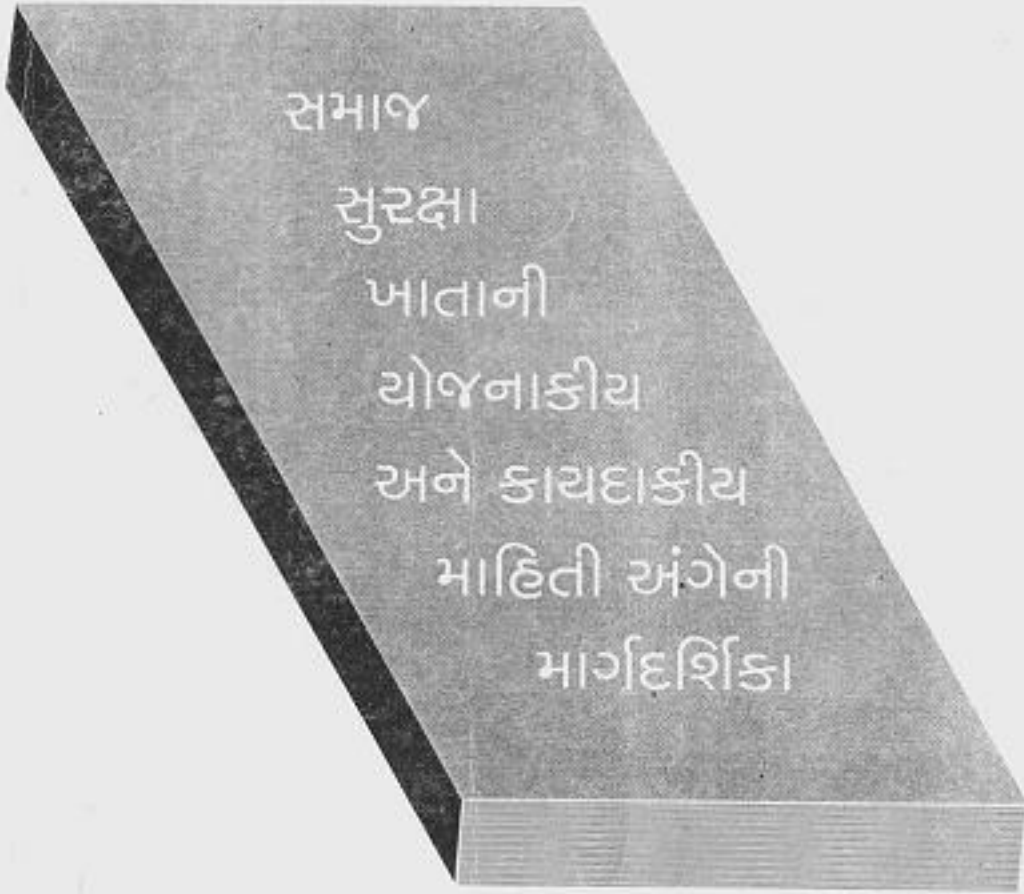 સમાજ
સુરક્ષા
ખાતાની
યોજનાકીય
અને કાયદાકીય
માહિતી અંગેની
માર્ગદર્શિકા